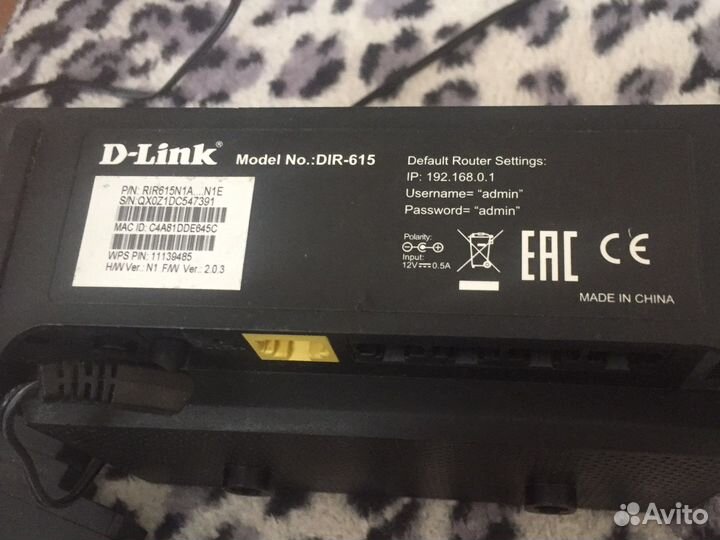 D-Link®
Model No.:DIR-615
P/N: RIR615N1A....N1E
S/N:QX0Z1DC547391
MAC ID: C4A81DDE645C
WPS PIN: 11139485
H/W Ver.: N1 F/W Ver.: 2.0.3
Default Router Settings:
IP: 192.168.0.1
Username= “admin”
Password= “admin”
Polarity:
Input:
12V 0.5A
EAC CE
MADE IN CHINA
Avito